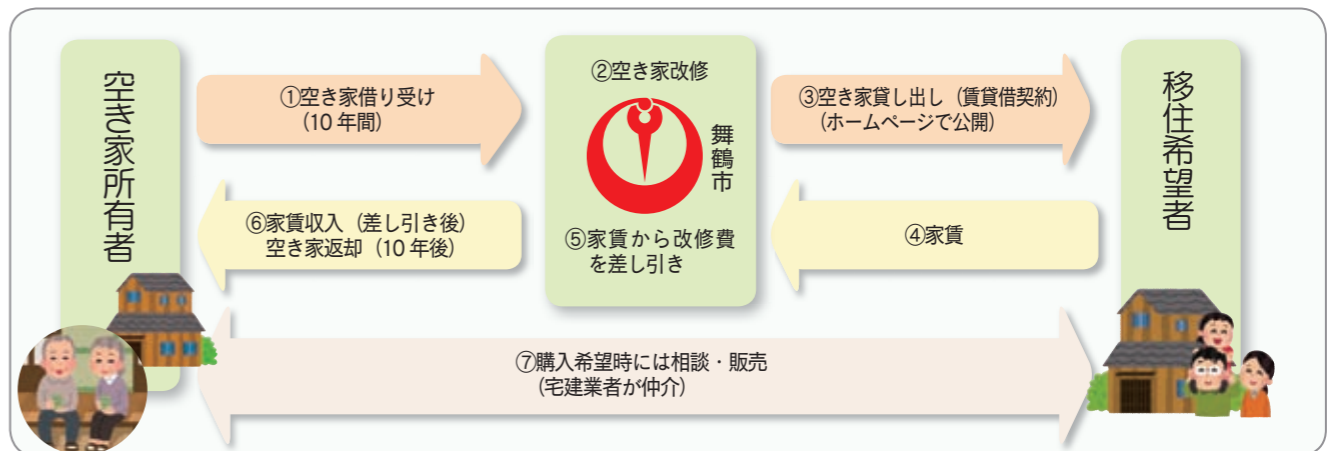 空き家所有者
①空き家借り受け
（10年間）
②空き家改修
舞鶴市
③空き家貸し出し（賃貸借契約）
（ホームページで公開）
移住希望者
④家賃
⑤家賃から改修費
を差し引き
⑥家賃収入（差し引き後）
空き家返却（10年後）
⑦購入希望時には相談・販売
（宅建業者が仲介）